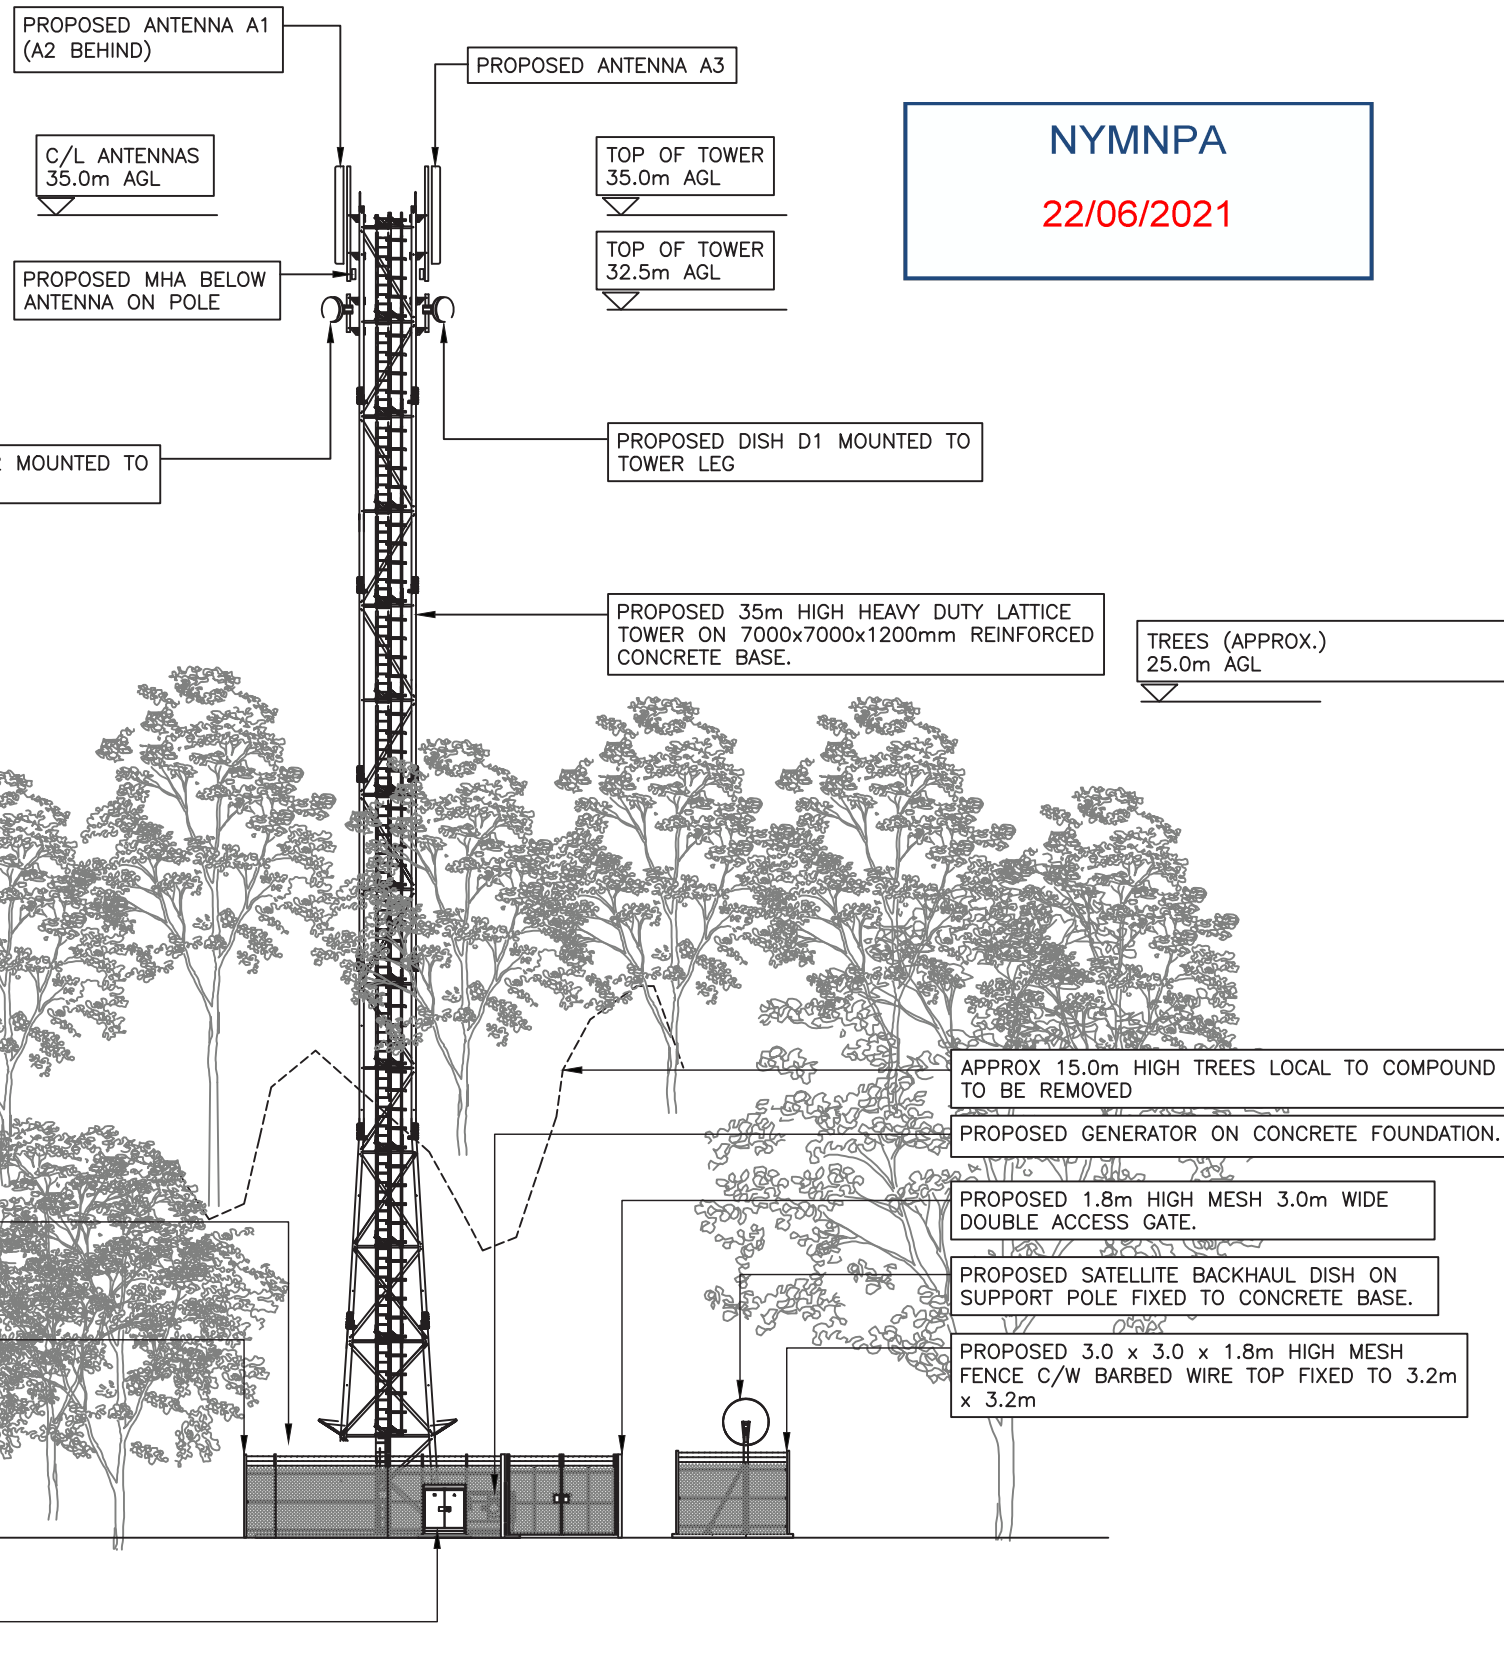 PROPOSED ANTENNA A1
(A2 BEHIND)
PROPOSED ANTENNA A3
NYMNPA
22/06/2021
C/L ANTENNAS
35.0m AGL
TOP OF TOWER
35.0m AGL
TOP OF TOWER
32.5m AGL
PROPOSED MHA BELOW
ANTENNA ON POLE
MOUNTED TO
PROPOSED DISH D1 MOUNTED TO
TOWER LEG
PROPOSED 35m HIGH HEAVY DUTY LATTICE
TOWER ON 7000x7000x1200mm REINFORCED
CONCRETE BASE.
TREES (APPROX.)
25.0m AGL
APPROX 15.0m HIGH TREES LOCAL TO COMPOUND
TO BE REMOVED
PROPOSED GENERATOR ON CONCRETE FOUNDATION.
PROPOSED 1.8m HIGH MESH 3.0m WIDE
DOUBLE ACCESS GATE.
PROPOSED SATELLITE BACKHAUL DISH ON
SUPPORT POLE FIXED TO CONCRETE BASE.
PROPOSED 3.0 x 3.0 x 1.8m HIGH MESH
FENCE C/W BARBED WIRE TOP FIXED TO 3.2m
x 3.2m